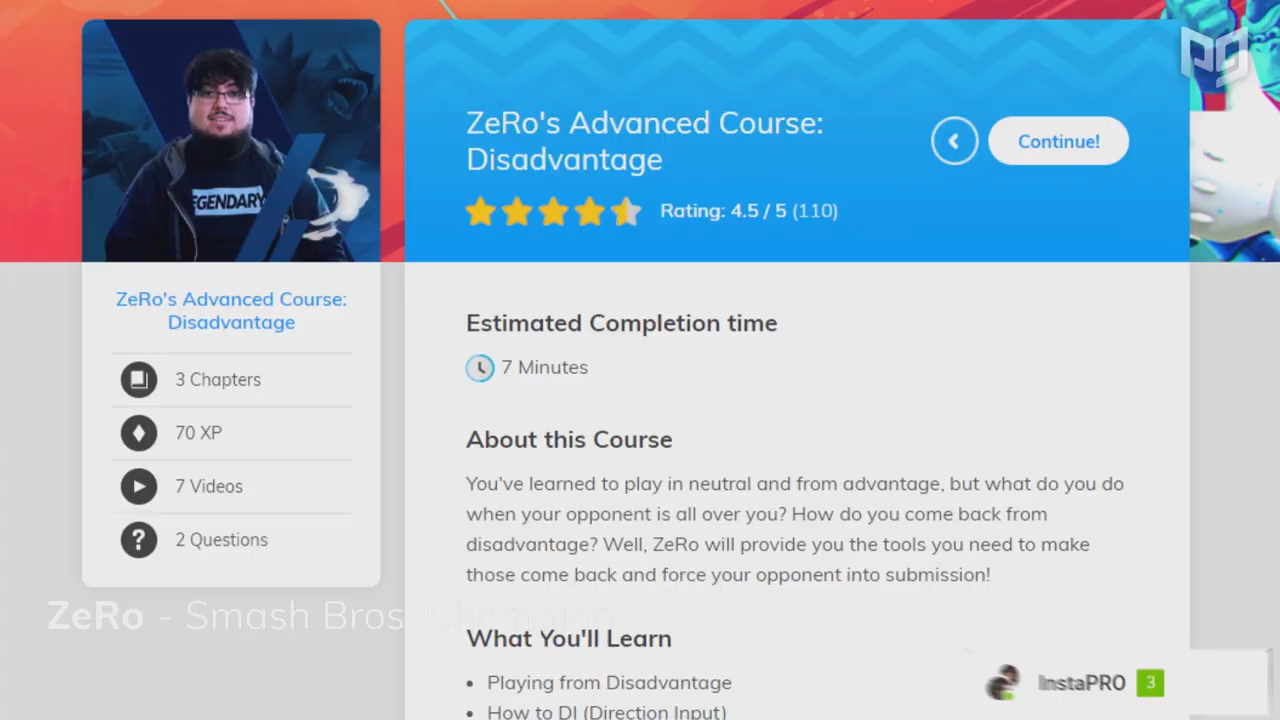 EGENDARY
ZeRo's Advanced Course:
Disadvantage
Continue!
Rating: 4.5 / 5 (110)
ZeRo's Advanced Course:
Disadvantage
3 Chapters
70 XP
7 Videos
2 Questions
Estimated Completion time
7 Minutes
About this Course
You've learned to play in neutral and from advantage, but what do you do
when your opponent is all over you? How do you come back from
disadvantage? Well, ZeRo will provide you the tools you need to make
those come back and force your opponent into submission!
ZeRo - Smash Bros. Champion
What You'll Learn
• Playing from Disadvantage
• How to DI (Direction Input)
InstaPRO 3
PG